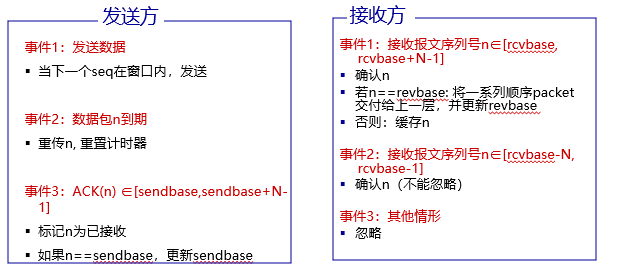 发送方
事件1：发送数据
▪ 当下一个seq在窗口内，发送
事件2：数据包n到期
▪ 重传n, 重置计时器
事件3：ACK(n) ∈[sendbase,sendbase+N-
1]
▪ 标记n为已接收
▪ 如果n==sendbase，更新sendbase
接收方
事件1：接收报文序列号n∈[rcvbase,
rcvbase+N-1]
▪ 确认n
▪ 若n==revbase: 将一系列顺序packet
交付给上一层，并更新revbase
▪ 否则：缓存n
事件2：接收报文序列号n∈[rcvbase-N,
rcvbase-1]
▪ 确认n（不能忽略）
事件3：其他情形
▪ 忽略